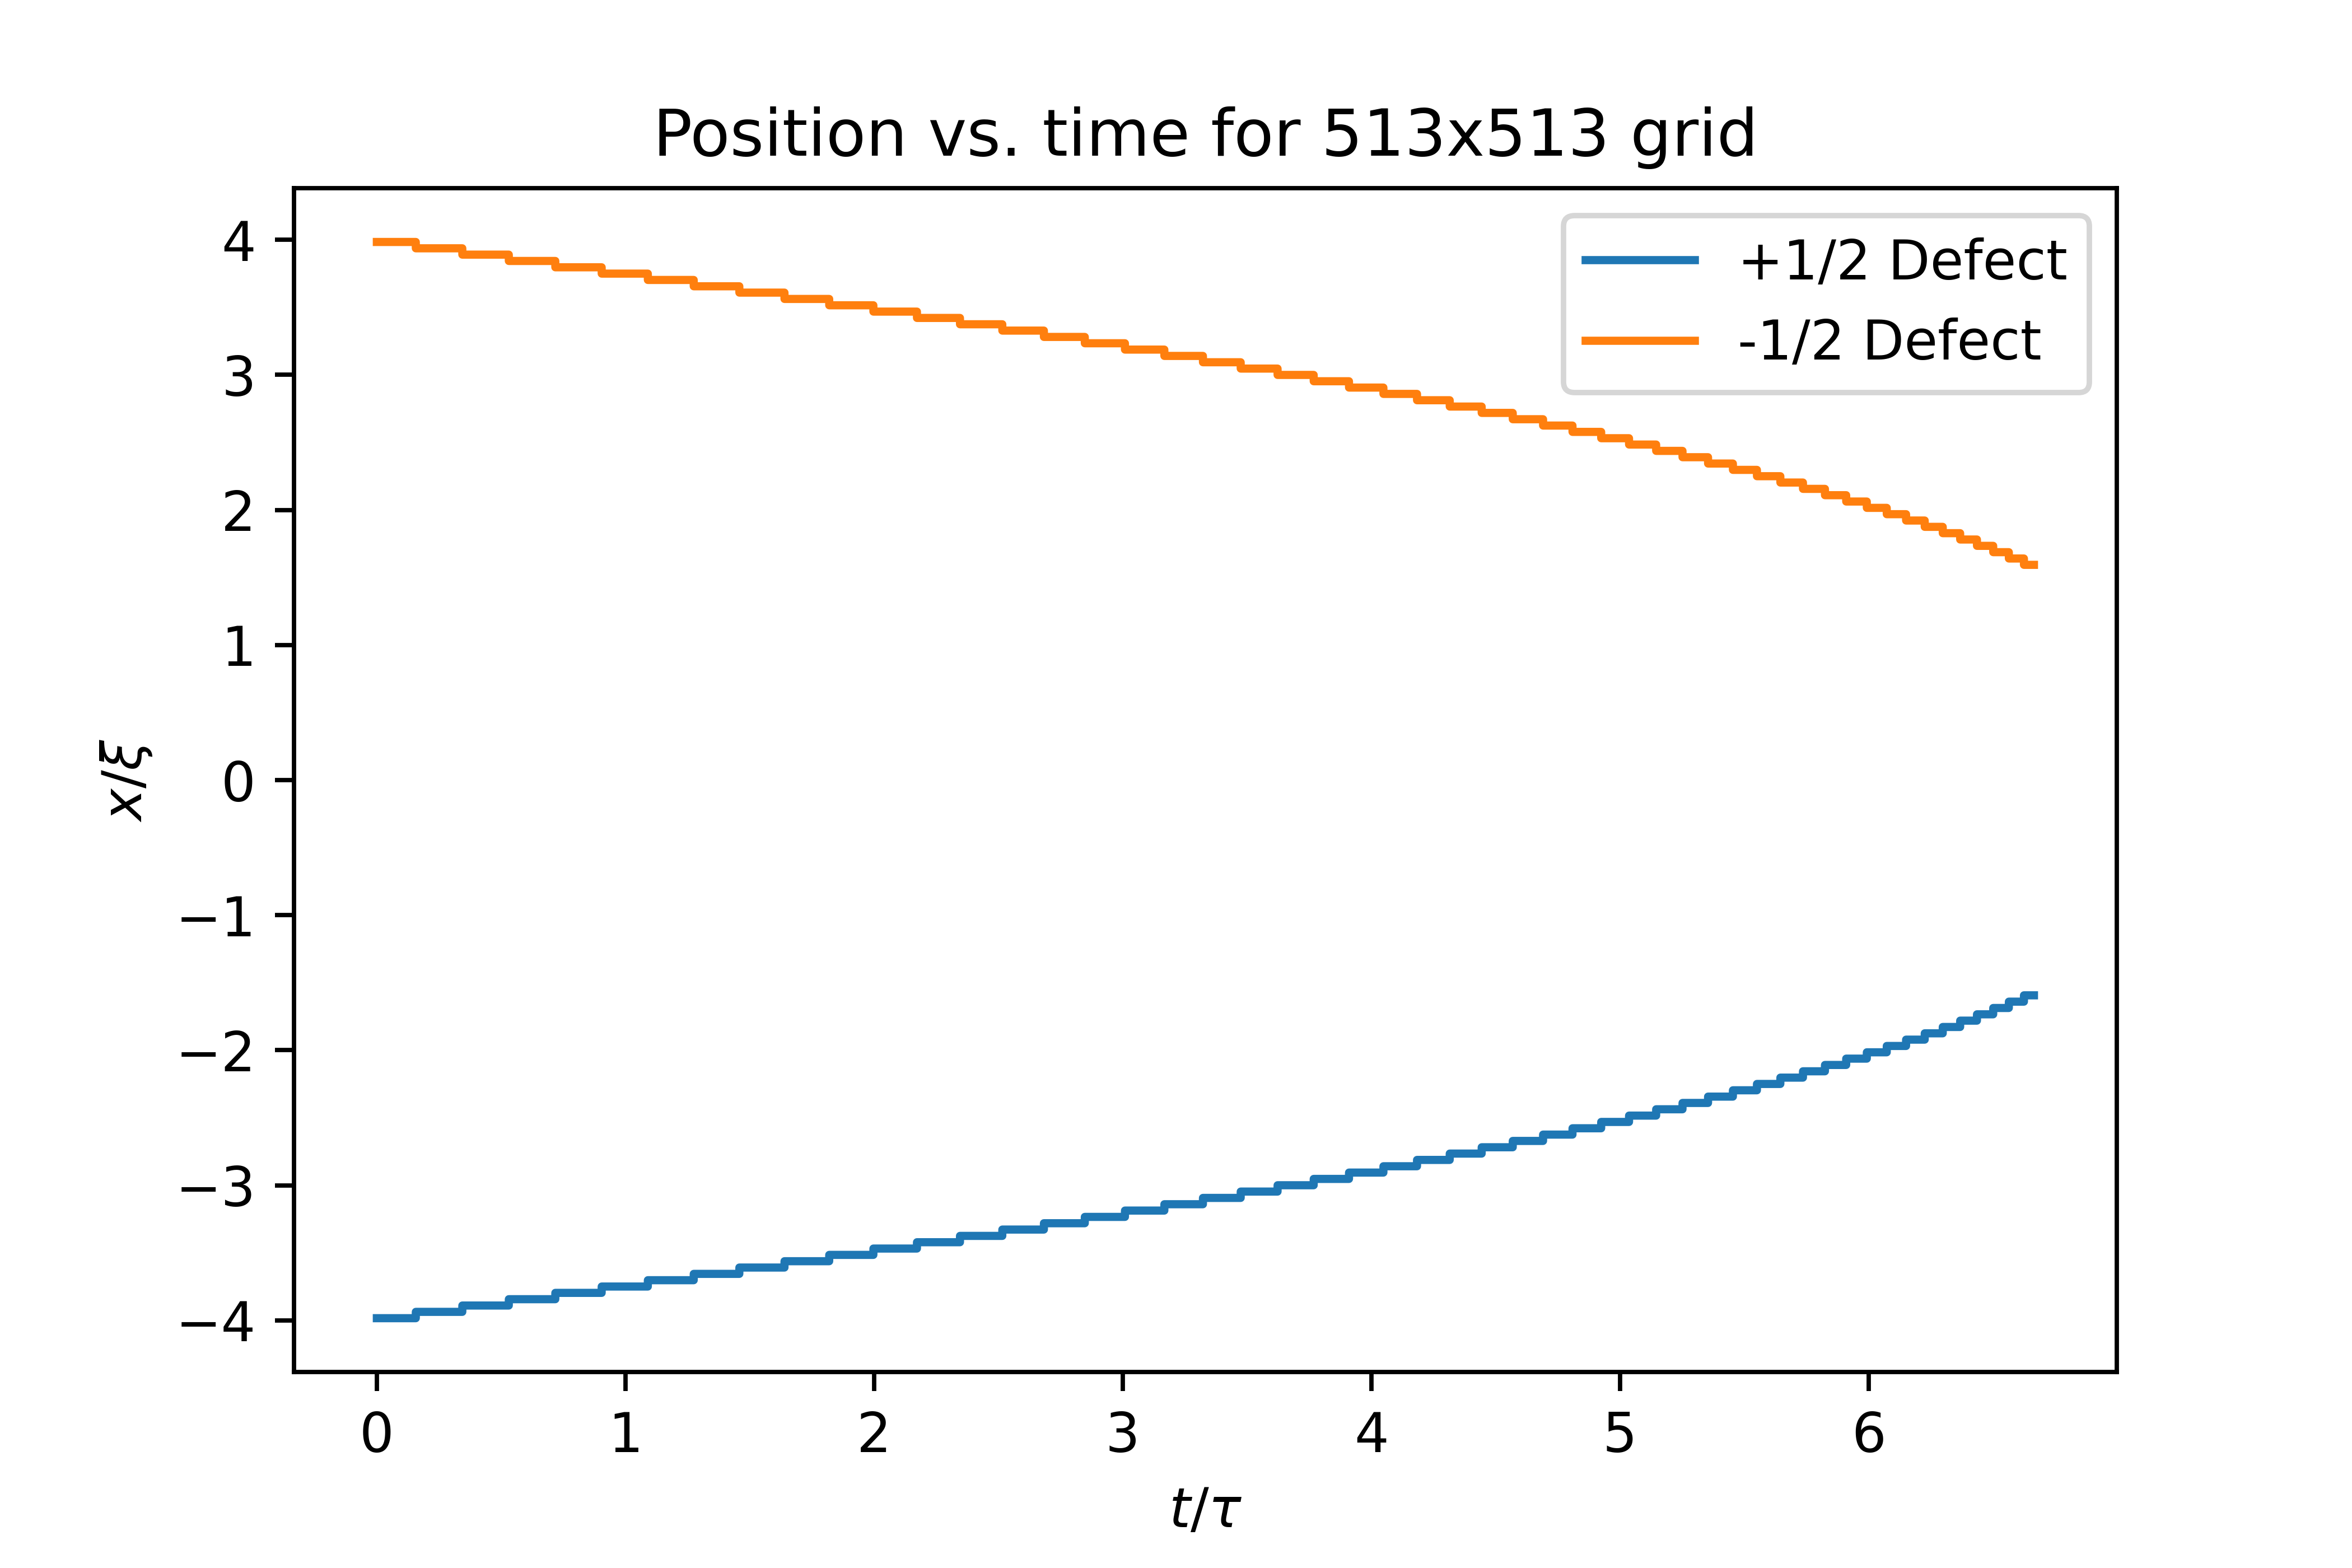 Position vs. time for 513x513 grid
+1/2 Defect
-1/2 Defect
4
3
2
1
0
−1
−2
−3
−4
x/ξ
0 1 2 3 4 5 6
t/τ